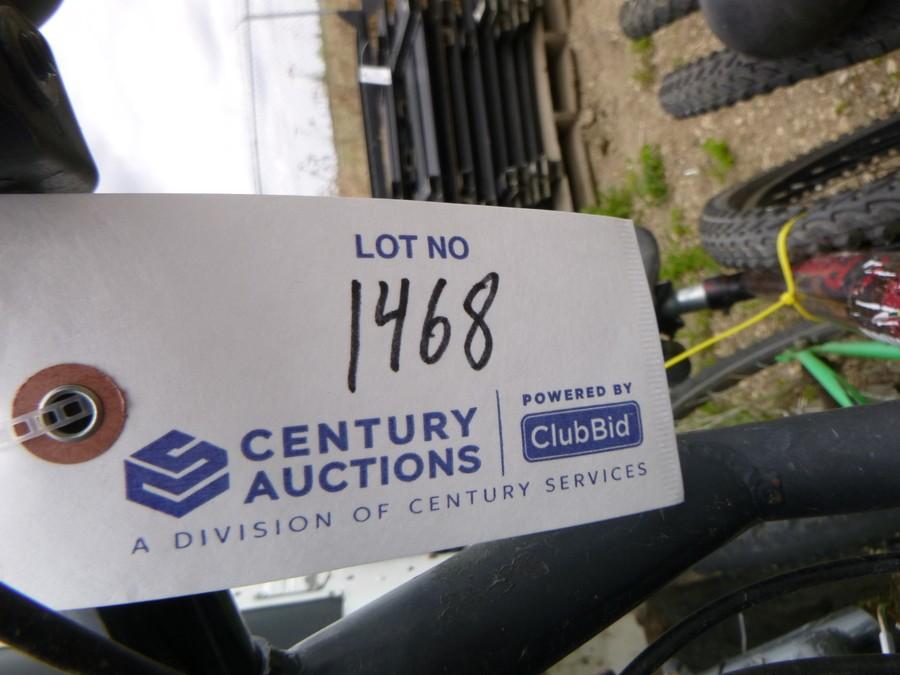 LOT NO
1468
CENTURY
AUCTIONS
POWERED BY
ClubBid
A DIVISION OF CENTURY SERVICES